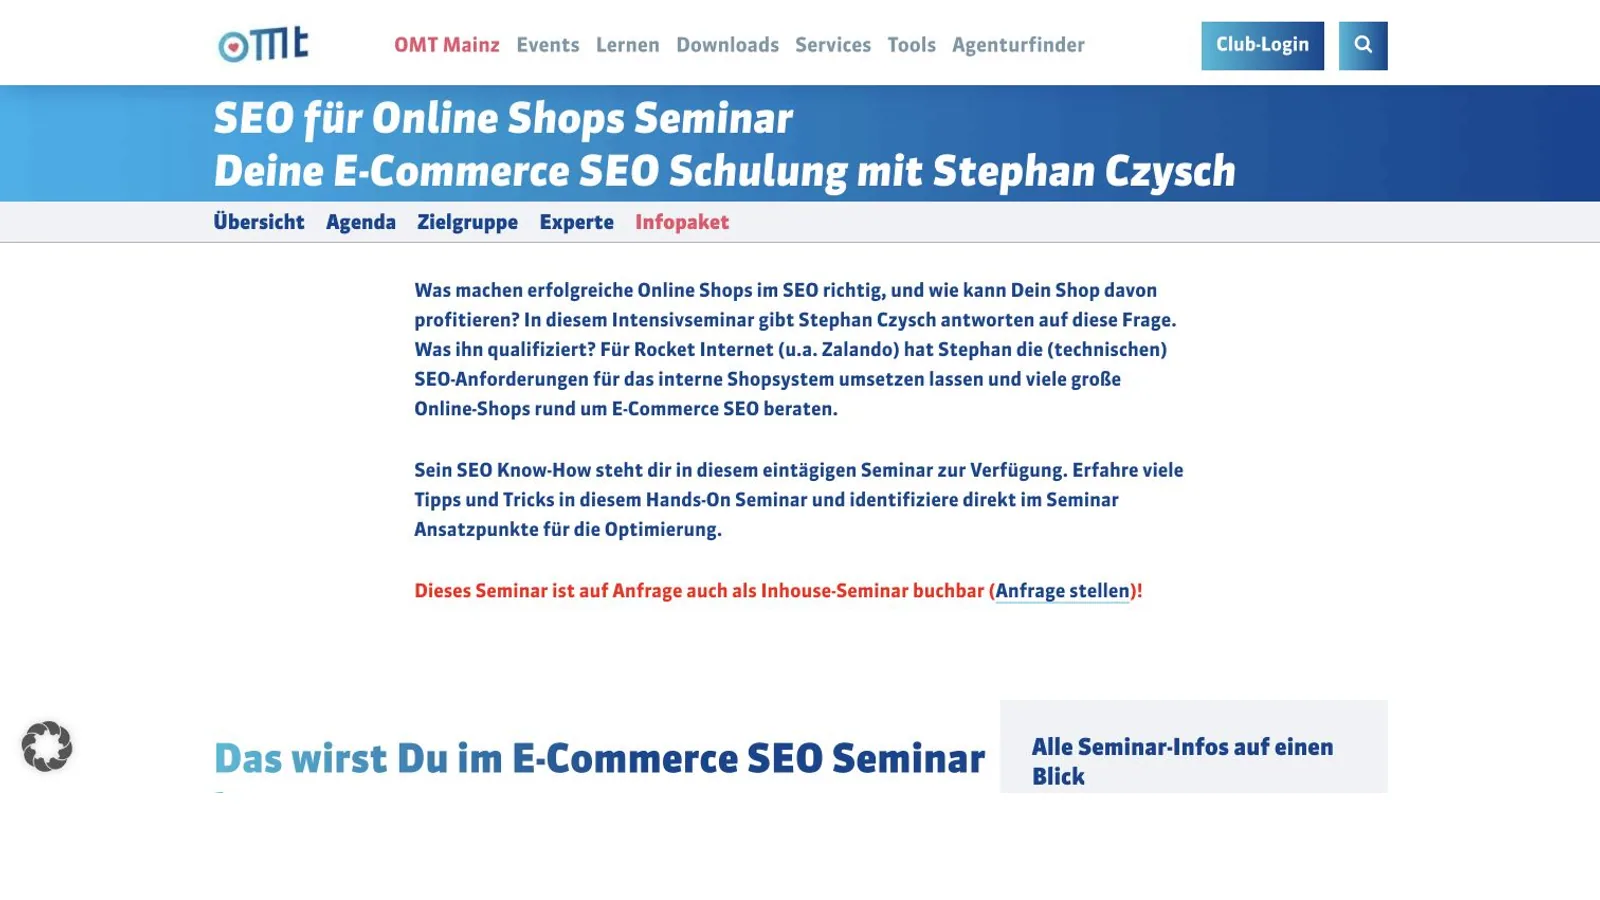 omt
OMT Mainz Events Lernen Downloads Services Tools Agenturfinder
Club-Login
SEO für Online Shops Seminar
Deine E-Commerce SEO Schulung mit Stephan Czysch
Übersicht Agenda Zielgruppe Experte Infopaket
Was machen erfolgreiche Online Shops im SEO richtig, und wie kann Dein Shop davon
profitieren? In diesem Intensivseminar gibt Stephan Czysch antworten auf diese Frage.
Was ihn qualifiziert? Für Rocket Internet (u.a. Zalando) hat Stephan die (technischen)
SEO-Anforderungen für das interne Shopsystem umsetzen lassen und viele große
Online-Shops rund um E-Commerce SEO beraten.
Sein SEO Know-How steht dir in diesem eintägigen Seminar zur Verfügung. Erfahre viele
Tipps und Tricks in diesem Hands-On Seminar und identifiziere direkt im Seminar
Ansatzpunkte für die Optimierung.
Dieses Seminar ist auf Anfrage auch als Inhouse-Seminar buchbar (Anfrage stellen)!
Das wirst Du im E-Commerce SEO Seminar
Alle Seminar-Infos auf einen
Blick